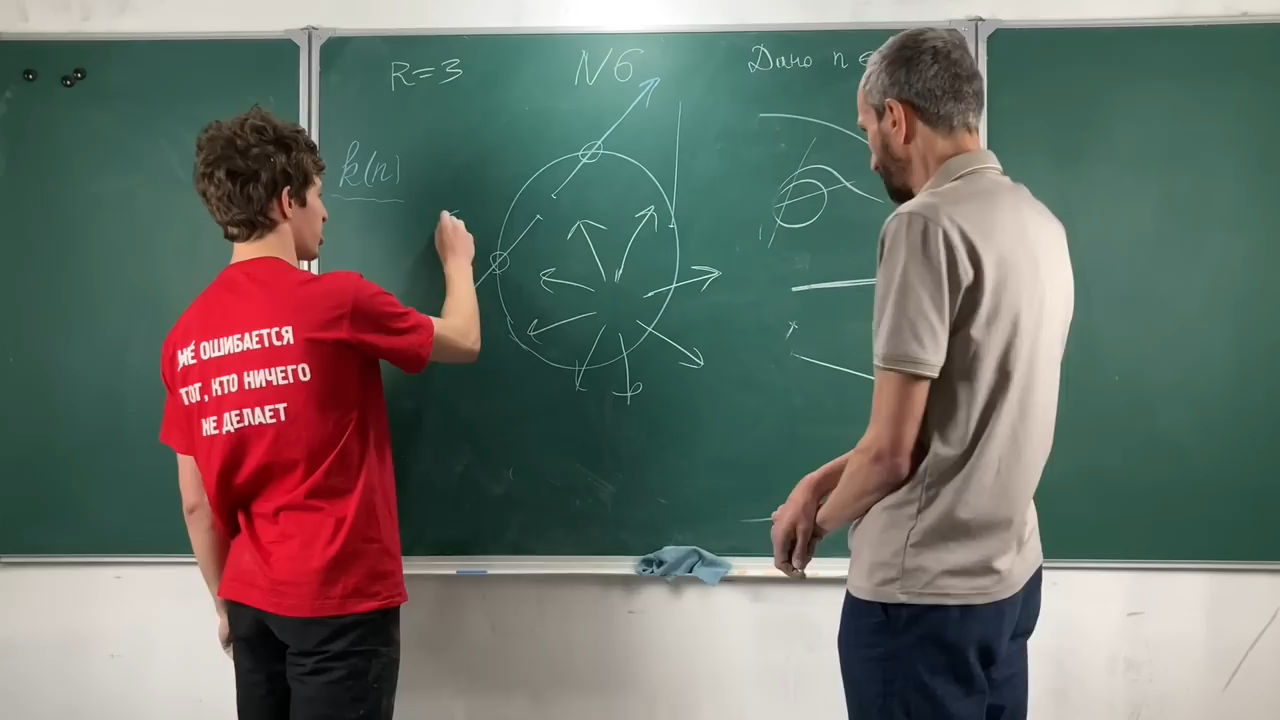 R=3
N6
Дано n є
k(n)
НЕ ОШИБАЕТСЯ
ТОТ, КТО НИЧЕГО
НЕ ДЕЛАЕТ